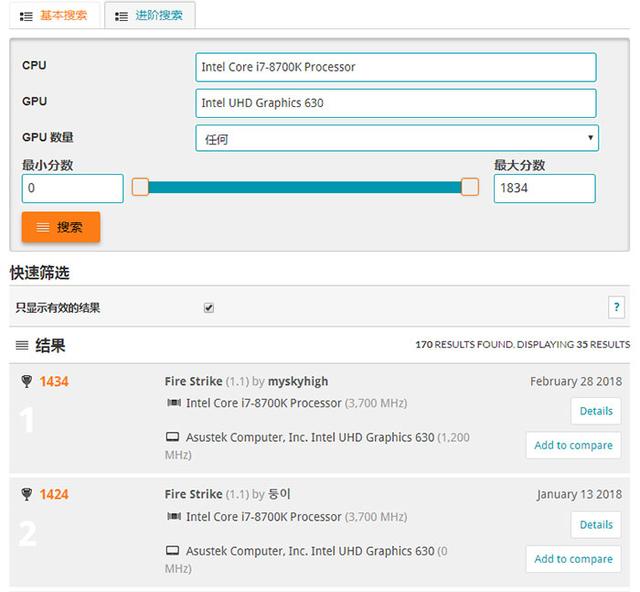 基本搜索 进阶搜索
CPU Intel Core i7-8700K Processor
GPU Intel UHD Graphics 630
GPU 数量 任何
最小分数 最大分数
0 1834
搜索
快速筛选
只显示有效的结果 ?
结果 170 RESULTS FOUND. DISPLAYING 35 RESULTS
1434 Fire Strike (1.1) by myskyhigh February 28 2018
1 Intel Core i7-8700K Processor (3,700 MHz) Details
Asustek Computer, Inc. Intel UHD Graphics 630 (1,200
MHz) Add to compare
1424 Fire Strike (1.1) by 둥이 January 13 2018
2 Intel Core i7-8700K Processor (3,700 MHz) Details
Asustek Computer, Inc. Intel UHD Graphics 630 (0
MHz) Add to compare